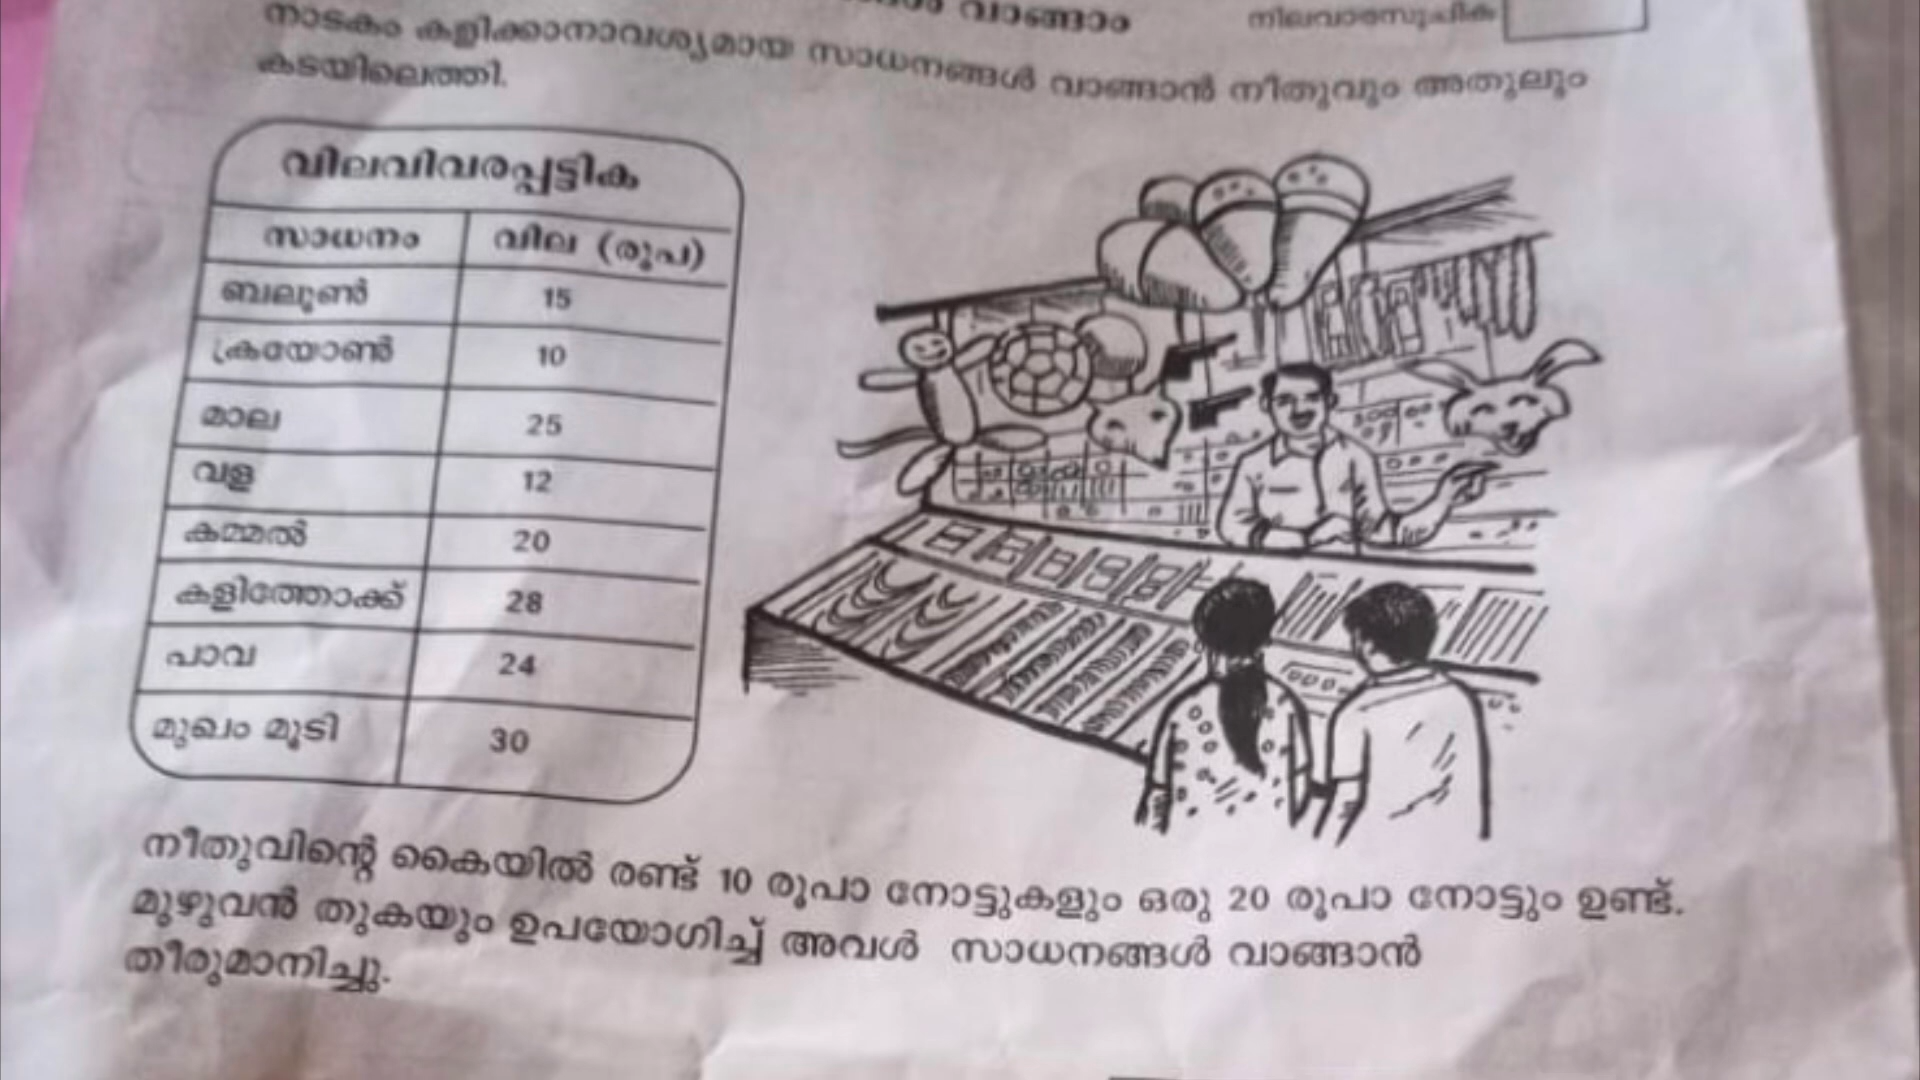 വാങ്ങാം
നിലവാരസൂചിക
നാടകം കളിക്കാനാവശ്യമായ സാധനങ്ങൾ വാങ്ങാൻ നീതുവും അതുലും
കടയിലെത്തി.
വിലവിവരപ്പട്ടിക
സാധനം വില (രൂപ)
ബലൂൺ 15
ക്രയോൺ 10
മാല 25
വള 12
കമ്മൽ 20
കളിത്തോക്ക് 28
പാവ 24
മുഖം മൂടി 30
നീതുവിന്റെ കൈയിൽ രണ്ട് 10 രൂപാ നോട്ടുകളും ഒരു 20 രൂപാ നോട്ടും ഉണ്ട്.
മുഴുവൻ തുകയും ഉപയോഗിച്ച് അവൾ സാധനങ്ങൾ വാങ്ങാൻ
തീരുമാനിച്ചു.